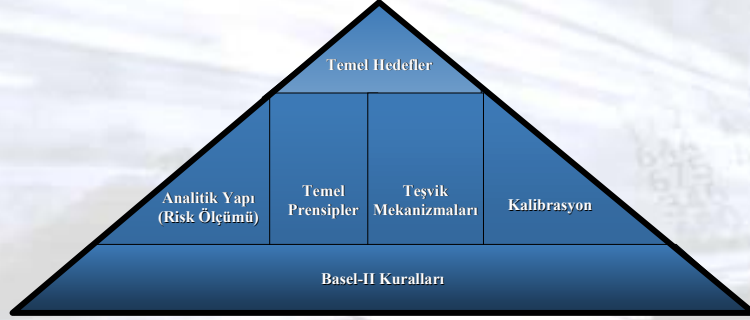 Temel Hedefler
Analitik Yapı
(Risk Ölçümü)
Temel
Prensipler
Teşvik
Mekanizmaları
Kalibrasyon
Basel-II Kuralları